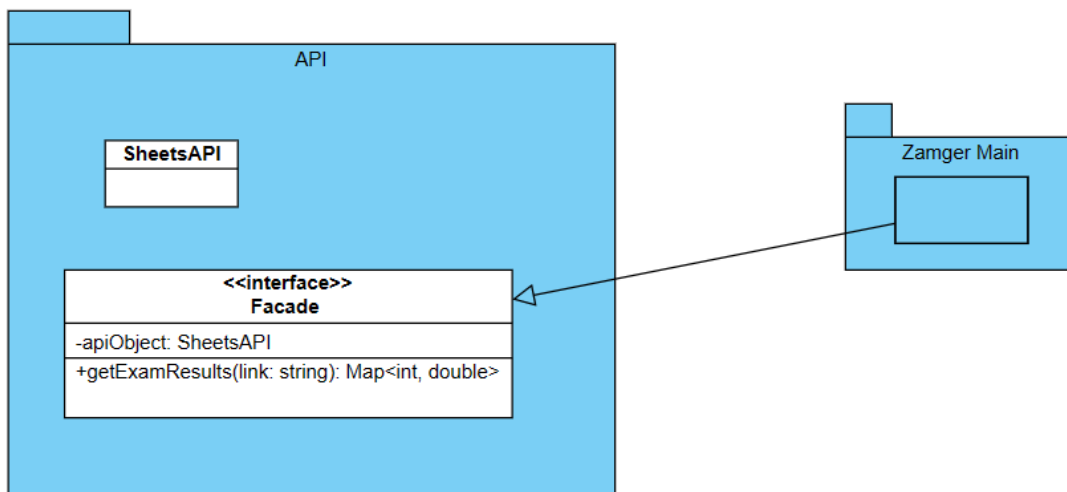 API
SheetsAPI
<<interface>>
Facade
-apiObject: SheetsAPI
+getExamResults(link: string): Map<int, double>
Zamger Main